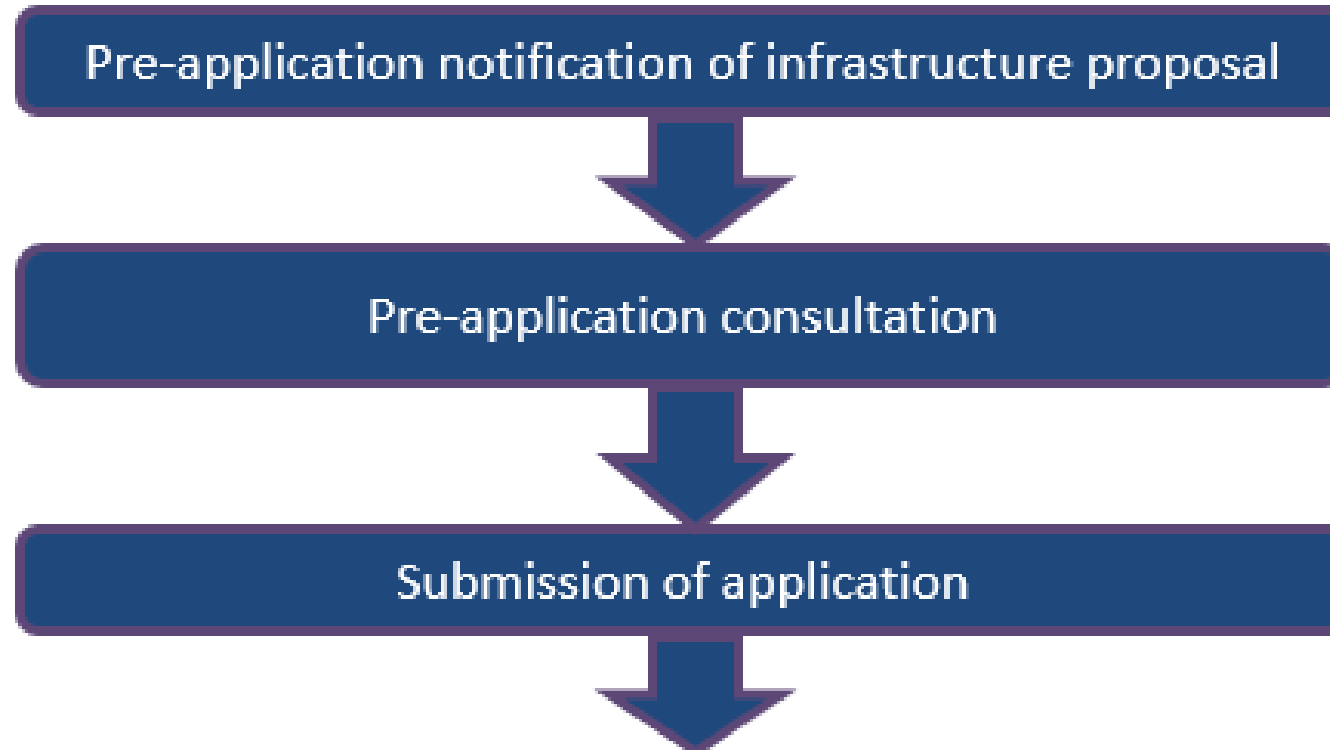 Pre-application notification of infrastructure proposal
Pre-application consultation
Submission of application